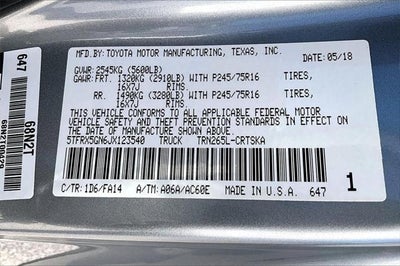 MFD.BY:TOYOTA MOTOR MANUFACTURING, TEXAS, INC.
05/18
GVWR:2545KG (5600LB)
GAWR:FRT. 1320KG (2910LB) WITH P245/75R16 TIRES,
16X7J RIMS,
RR. 1490KG (3280LB) WITH P245/75R16 TIRES,
16X7J RIMS,
THIS VEHICLE CONFORMS TO ALL APPLICABLE FEDERAL MOTOR
VEHICLE SAFETY AND THEFT PREVENTION STANDARDS IN EFFECT ON
THE DATE OF MANUFACTURE SHOWN ABOVE.
5TFRX5GN6JX123540 TRUCK TRN265L-CRTSKA
C/TR:1D6/FA14 A/TM:A06A/AC60E MADE IN U.S.A. 647
1
647
68N2T